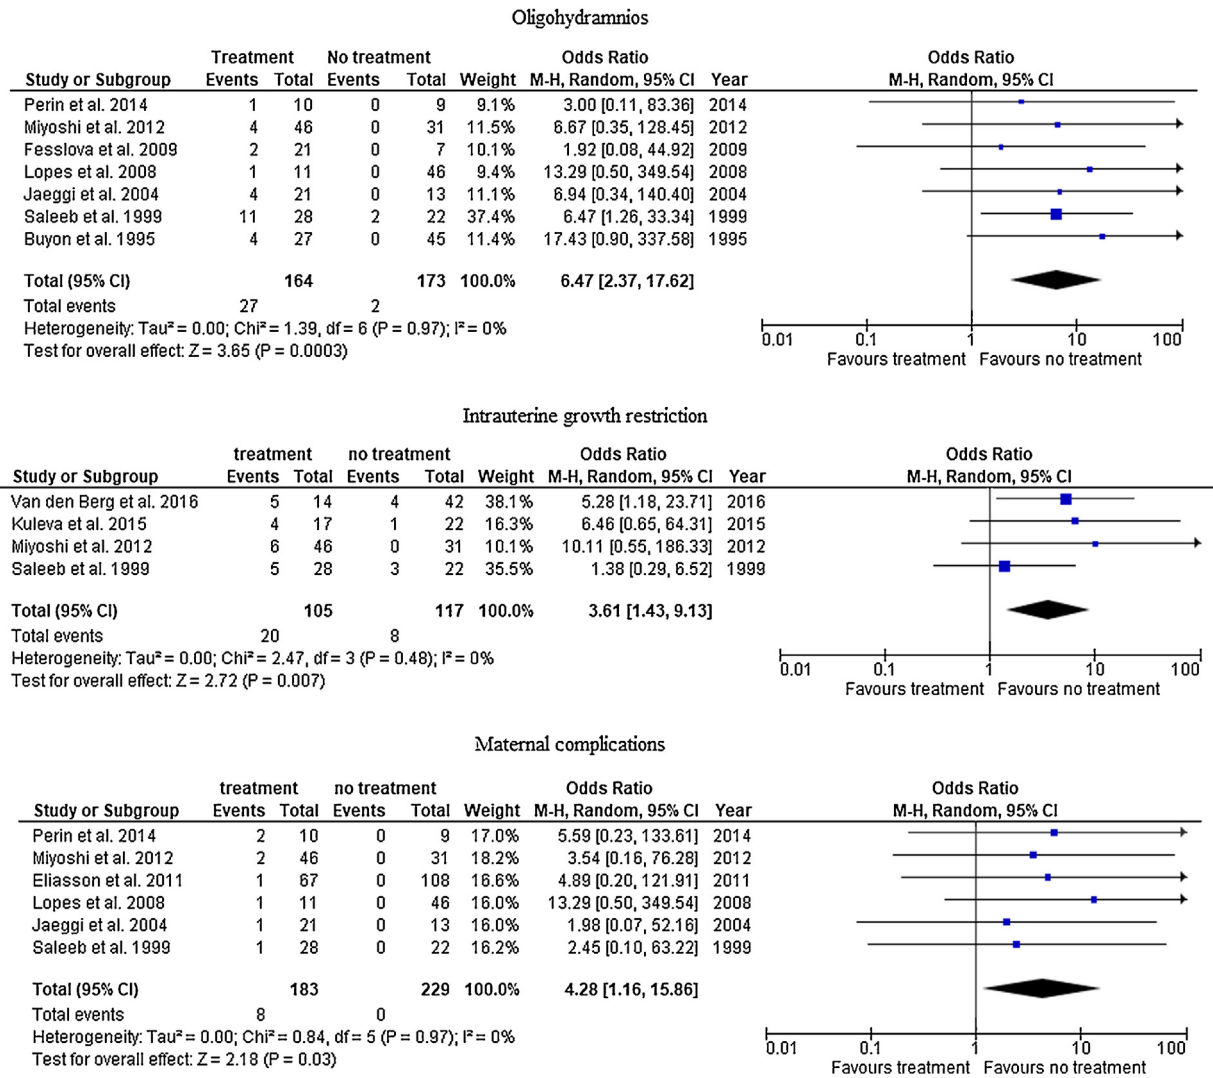 Oligohydramnios
Treatment No treatment Odds Ratio Odds Ratio
Study or Subgroup Events Total Events Total Weight M-H, Random, 95% CI Year M-H, Random, 95% CI
Perin et al. 2014 1 10 0 9 9.1% 3.00 [0.11, 83.36] 2014
Miyoshi et al. 2012 4 46 0 31 11.5% 6.67 [0.35, 128.45] 2012
Fesslova et al. 2009 2 21 0 7 10.1% 1.92 [0.08, 44.92] 2009
Lopes et al. 2008 1 11 0 46 9.4% 13.29 [0.50, 349.54] 2008
Jaeggi et al. 2004 4 21 0 13 11.1% 6.94 [0.34, 140.40] 2004
Saleeb et al. 1999 11 28 2 22 37.4% 6.47 [1.26, 33.34] 1999
Buyon et al. 1995 4 27 0 45 11.4% 17.43 [0.90, 337.58] 1995
Total (95% CI) 164 173 100.0% 6.47 [2.37, 17.62]
Total events 27 2
Heterogeneity: Tau² = 0.00; Chi² = 1.39, df = 6 (P = 0.97); I² = 0%
Test for overall effect: Z = 3.65 (P = 0.0003)
0.01 0.1 1 10 100
Favours treatment Favours no treatment
Intrauterine growth restriction
treatment no treatment Odds Ratio Odds Ratio
Study or Subgroup Events Total Events Total Weight M-H, Random, 95% CI Year M-H, Random, 95% CI
Van den Berg et al. 2016 5 14 4 42 38.1% 5.28 [1.18, 23.71] 2016
Kuleva et al. 2015 4 17 1 22 16.3% 6.46 [0.65, 64.31] 2015
Miyoshi et al. 2012 6 46 0 31 10.1% 10.11 [0.55, 186.33] 2012
Saleeb et al. 1999 5 28 3 22 35.5% 1.38 [0.29, 6.52] 1999
Total (95% CI) 105 117 100.0% 3.61 [1.43, 9.13]
Total events 20 8
Heterogeneity: Tau² = 0.00; Chi² = 2.47, df = 3 (P = 0.48); I² = 0%
Test for overall effect: Z = 2.72 (P = 0.007)
0.01 0.1 1 10 100
Favours treatment Favours no treatment
Maternal complications
treatment no treatment Odds Ratio Odds Ratio
Study or Subgroup Events Total Events Total Weight M-H, Random, 95% CI Year M-H, Random, 95% CI
Perin et al. 2014 2 10 0 9 17.0% 5.59 [0.23, 133.61] 2014
Miyoshi et al. 2012 2 46 0 31 18.2% 3.54 [0.16, 76.28] 2012
Eliasson et al. 2011 1 67 0 108 16.6% 4.89 [0.20, 121.91] 2011
Lopes et al. 2008 1 11 0 46 16.0% 13.29 [0.50, 349.54] 2008
Jaeggi et al. 2004 1 21 0 13 16.0% 1.98 [0.07, 52.16] 2004
Saleeb et al. 1999 1 28 0 22 16.2% 2.45 [0.10, 63.22] 1999
Total (95% CI) 183 229 100.0% 4.28 [1.16, 15.86]
Total events 8 0
Heterogeneity: Tau² = 0.00; Chi² = 0.84, df = 5 (P = 0.97); I² = 0%
Test for overall effect: Z = 2.18 (P = 0.03)
0.01 0.1 1 10 100
Favours treatment Favours no treatment